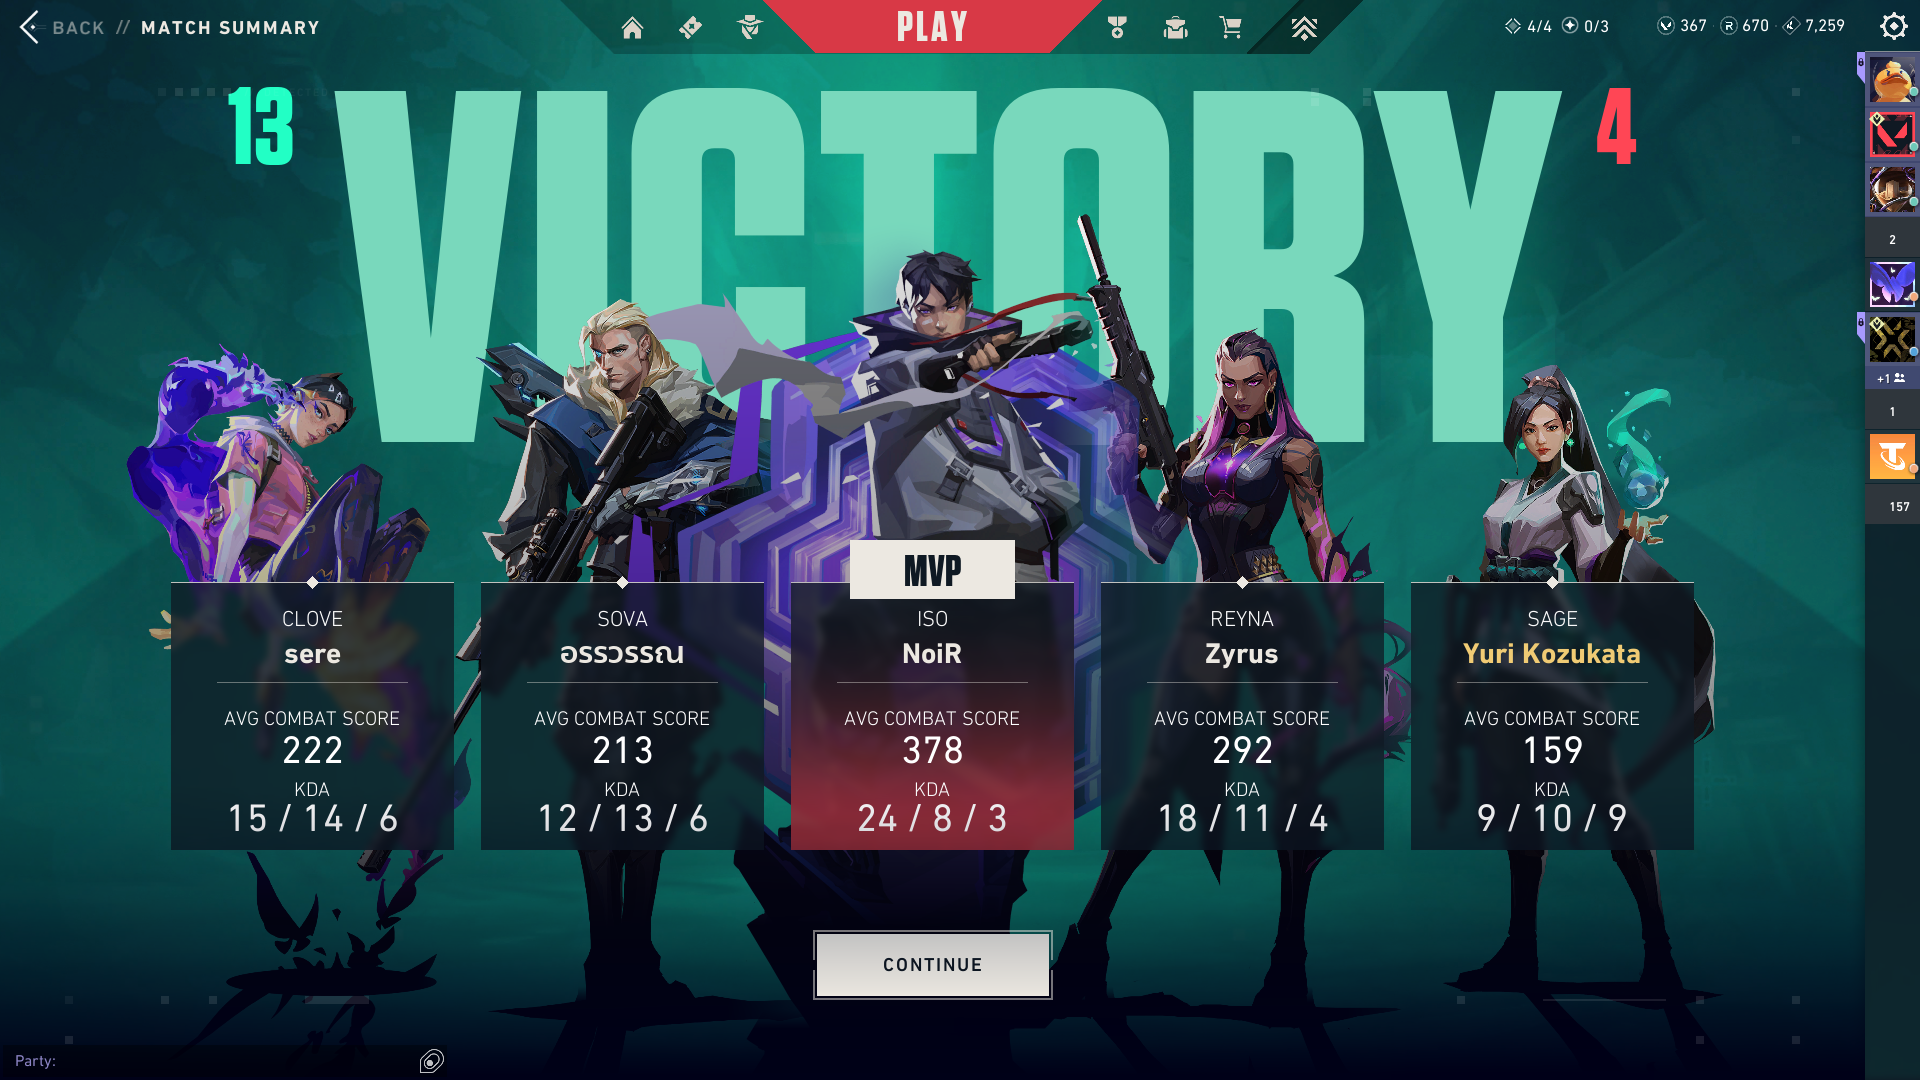 BACK // MATCH SUMMARY
PLAY
4/4 0/3 367 670 7,259
13
VICTORY
4
2
+1
1
157
MVP
CLOVE
sere
AVG COMBAT SCORE
222
KDA
15 / 14 / 6
SOVA
อรรวรรณ
AVG COMBAT SCORE
213
KDA
12 / 13 / 6
ISO
NoiR
AVG COMBAT SCORE
378
KDA
24 / 8 / 3
REYNA
Zyrus
AVG COMBAT SCORE
292
KDA
18 / 11 / 4
SAGE
Yuri Kozukata
AVG COMBAT SCORE
159
KDA
9 / 10 / 9
CONTINUE
Party: